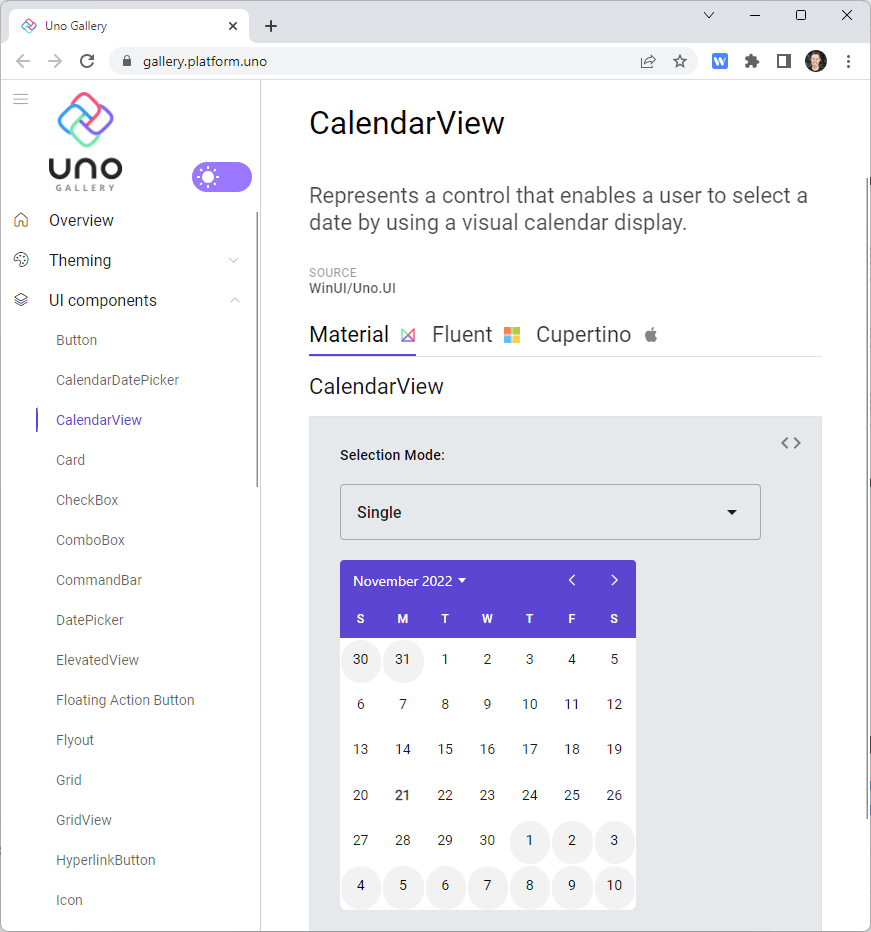 Uno Gallery
gallery.platform.uno
W
uno
GALLERY
Overview
Theming
UI components
Button
CalendarDatePicker
CalendarView
Card
CheckBox
ComboBox
CommandBar
DatePicker
ElevatedView
Floating Action Button
Flyout
Grid
GridView
HyperlinkButton
Icon
CalendarView
Represents a control that enables a user to select a
date by using a visual calendar display.
SOURCE
WinUI/Uno.UI
Material Fluent Cupertino
CalendarView
Selection Mode:
Single
November 2022
S M T W T F S
30 31 1 2 3 4 5
6 7 8 9 10 11 12
13 14 15 16 17 18 19
20 21 22 23 24 25 26
27 28 29 30 1 2 3
4 5 6 7 8 9 10